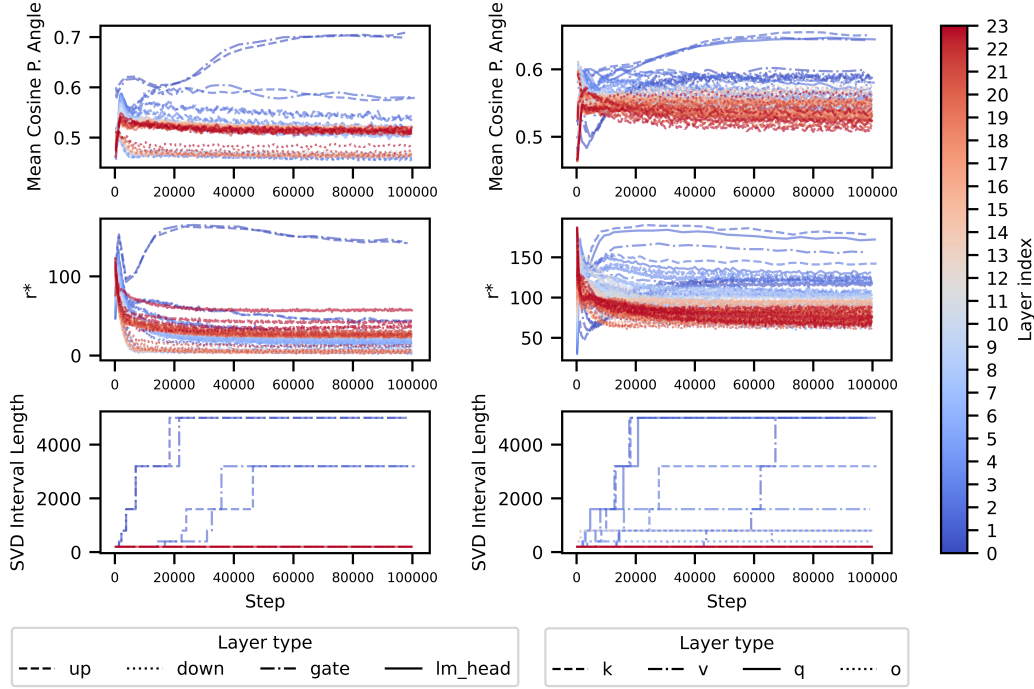 Mean Cosine P. Angle
0.7
0.6
0.5
0 20000 40000 60000 80000 100000
Mean Cosine P. Angle
0.6
0.5
0 20000 40000 60000 80000 100000
r*
100
0
0 20000 40000 60000 80000 100000
r*
150
100
50
0 20000 40000 60000 80000 100000
SVD Interval Length
4000
2000
0
0 20000 40000 60000 80000 100000
Step
SVD Interval Length
4000
2000
0
0 20000 40000 60000 80000 100000
Step
23
22
21
20
19
18
17
16
15
14
13
12
11
10
9
8
7
6
5
4
3
2
1
0
Layer index
Layer type
up down gate lm_head
Layer type
k v q o